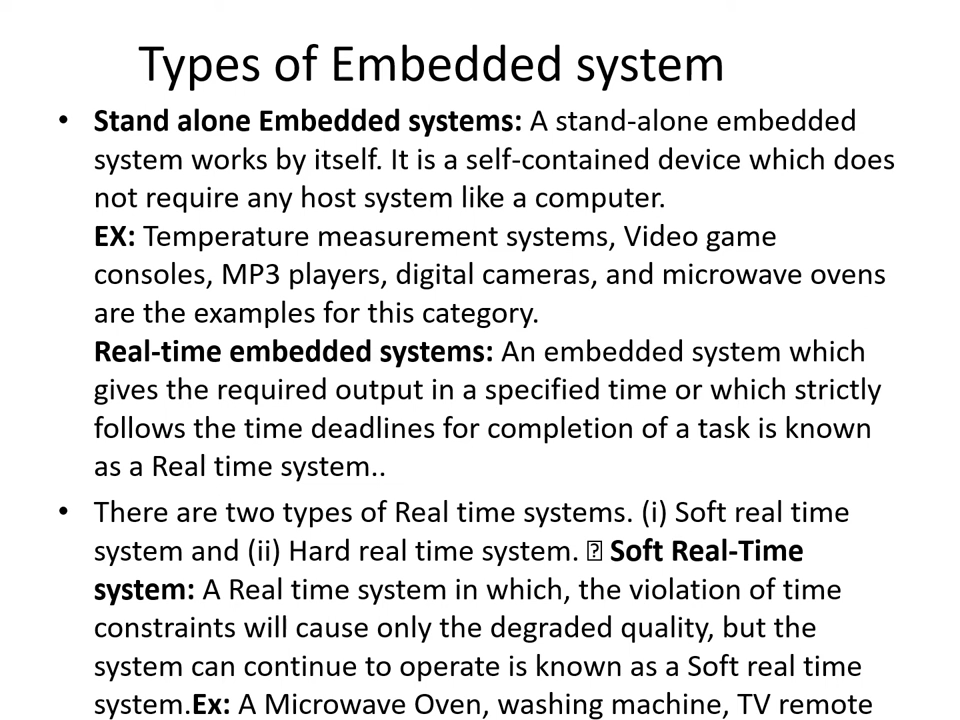 Types of Embedded system
• Stand alone Embedded systems: A stand-alone embedded
system works by itself. It is a self-contained device which does
not require any host system like a computer.
EX: Temperature measurement systems, Video game
consoles, MP3 players, digital cameras, and microwave ovens
are the examples for this category.
Real-time embedded systems: An embedded system which
gives the required output in a specified time or which strictly
follows the time deadlines for completion of a task is known
as a Real time system..
• There are two types of Real time systems. (i) Soft real time
system and (ii) Hard real time system. ⍰ Soft Real-Time
system: A Real time system in which, the violation of time
constraints will cause only the degraded quality, but the
system can continue to operate is known as a Soft real time
system.Ex: A Microwave Oven, washing machine, TV remote